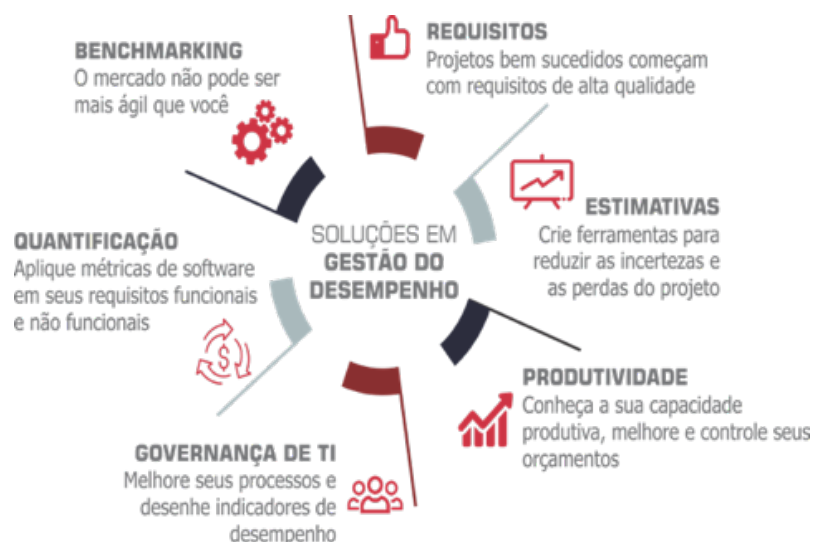 REQUISITOS
Projetos bem sucedidos começam
com requisitos de alta qualidade
BENCHMARKING
O mercado não pode ser
mais ágil que você
ESTIMATIVAS
Crie ferramentas para
reduzir as incertezas e
as perdas do projeto
SOLUÇÕES EM
GESTÃO DO
DESEMPENHO
QUANTIFICAÇÃO
Aplique métricas de software
em seus requisitos funcionais
e não funcionais
$
PRODUTIVIDADE
Conheça a sua capacidade
produtiva, melhore e controle seus
orçamentos
GOVERNANÇA DE TI
Melhore seus processos e
desenhe indicadores de
desempenho